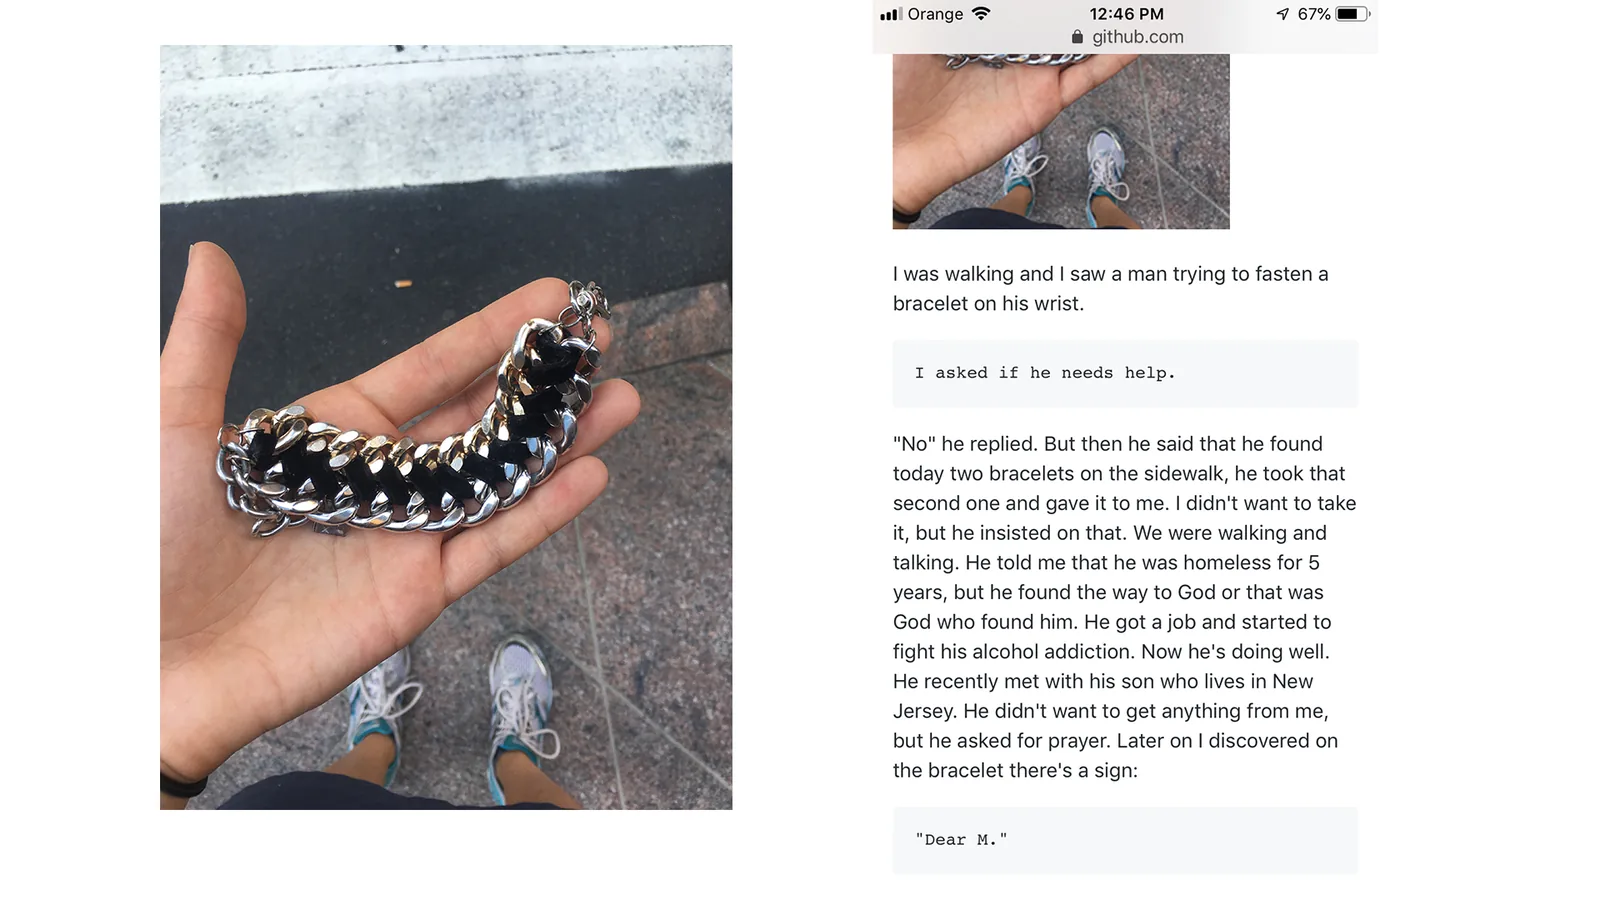 Orange 12:46 PM 67%
github.com
I was walking and I saw a man trying to fasten a
bracelet on his wrist.
I asked if he needs help.
"No" he replied. But then he said that he found
today two bracelets on the sidewalk, he took that
second one and gave it to me. I didn't want to take
it, but he insisted on that. We were walking and
talking. He told me that he was homeless for 5
years, but he found the way to God or that was
God who found him. He got a job and started to
fight his alcohol addiction. Now he's doing well.
He recently met with his son who lives in New
Jersey. He didn't want to get anything from me,
but he asked for prayer. Later on I discovered on
the bracelet there's a sign:
"Dear M."